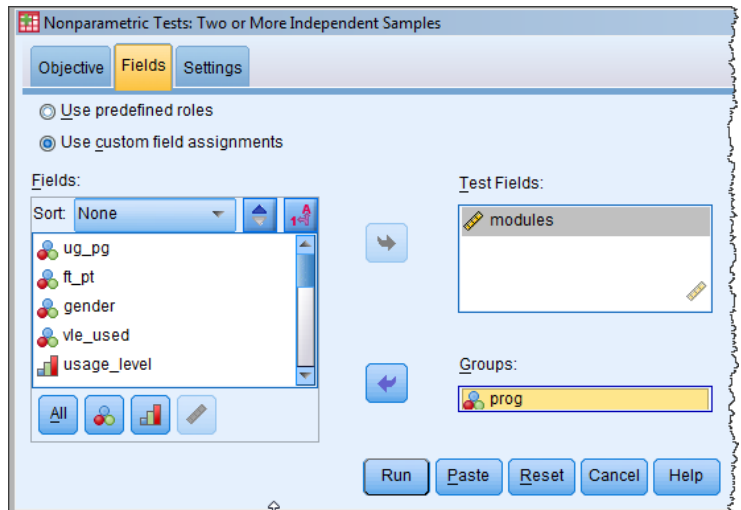 Nonparametric Tests: Two or More Independent Samples
Objective Fields Settings
Use predefined roles
Use custom field assignments
Fields:
Sort: None
ug_pg
ft_pt
gender
vle_used
usage_level
All
Test Fields:
modules
Groups:
prog
Run Paste Reset Cancel Help